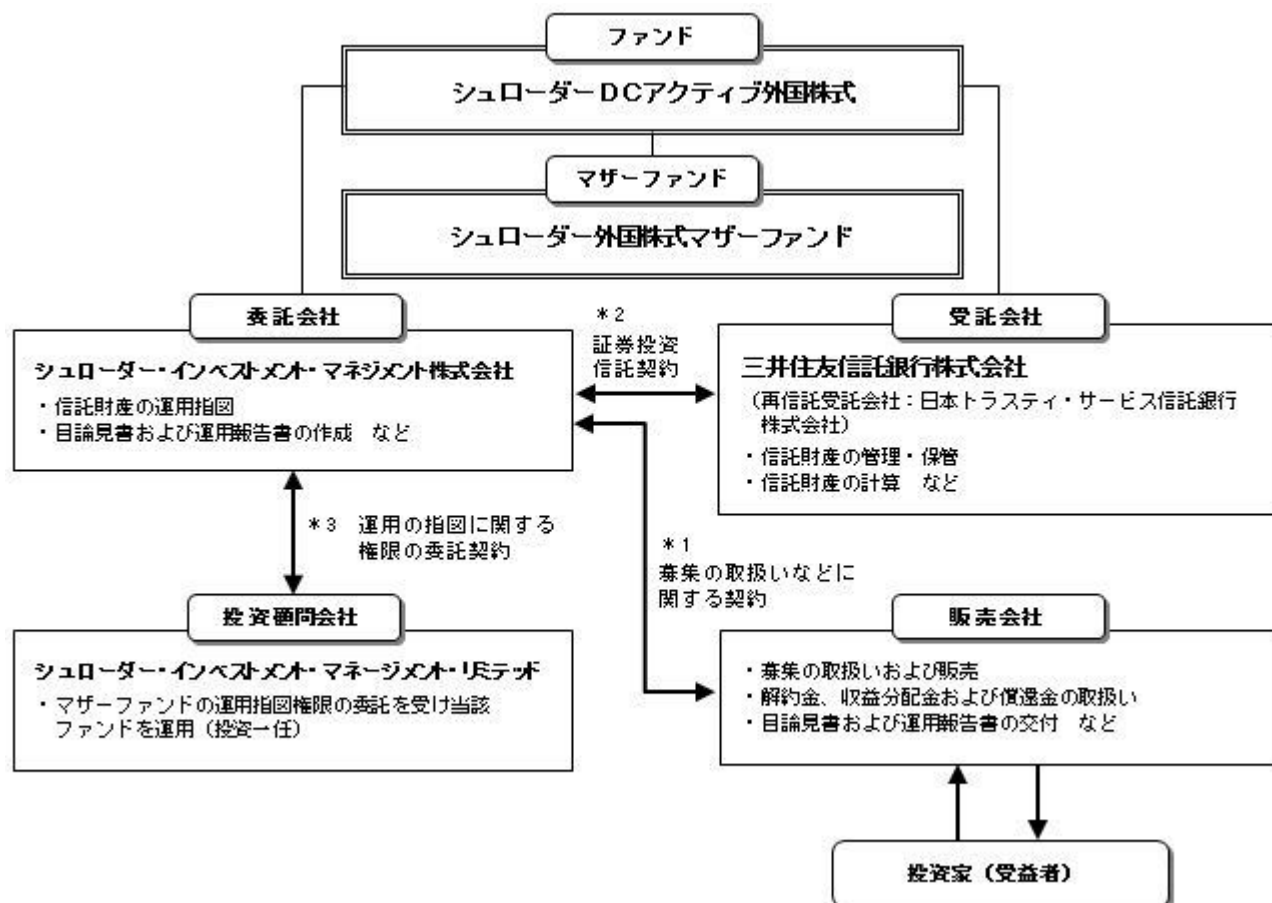 ファンド
シュローダーDCアクティブ外国株式
マザーファンド
シュローダー外国株式マザーファンド
委託会社
シュローダー・インベストメント・マネジメント株式会社
・信託財産の運用指図
・目論見書および運用報告書の作成　など
＊2
証券投資
信託契約
受託会社
三井住友信託銀行株式会社
（再信託受託会社：日本トラスティ・サービス信託銀行
株式会社）
・信託財産の管理・保管
・信託財産の計算　など
＊3　運用の指図に関する
権限の委託契約
＊1
募集の取扱いなどに
関する契約
投資顧問会社
シュローダー・インベストメント・マネージメント・リミテッド
・マザーファンドの運用指図権限の委託を受け当該
ファンドを運用（投資一任）
販売会社
・募集の取扱いおよび販売
・解約金、収益分配金および償還金の取扱い
・目論見書および運用報告書の交付　など
投資家（受益者）